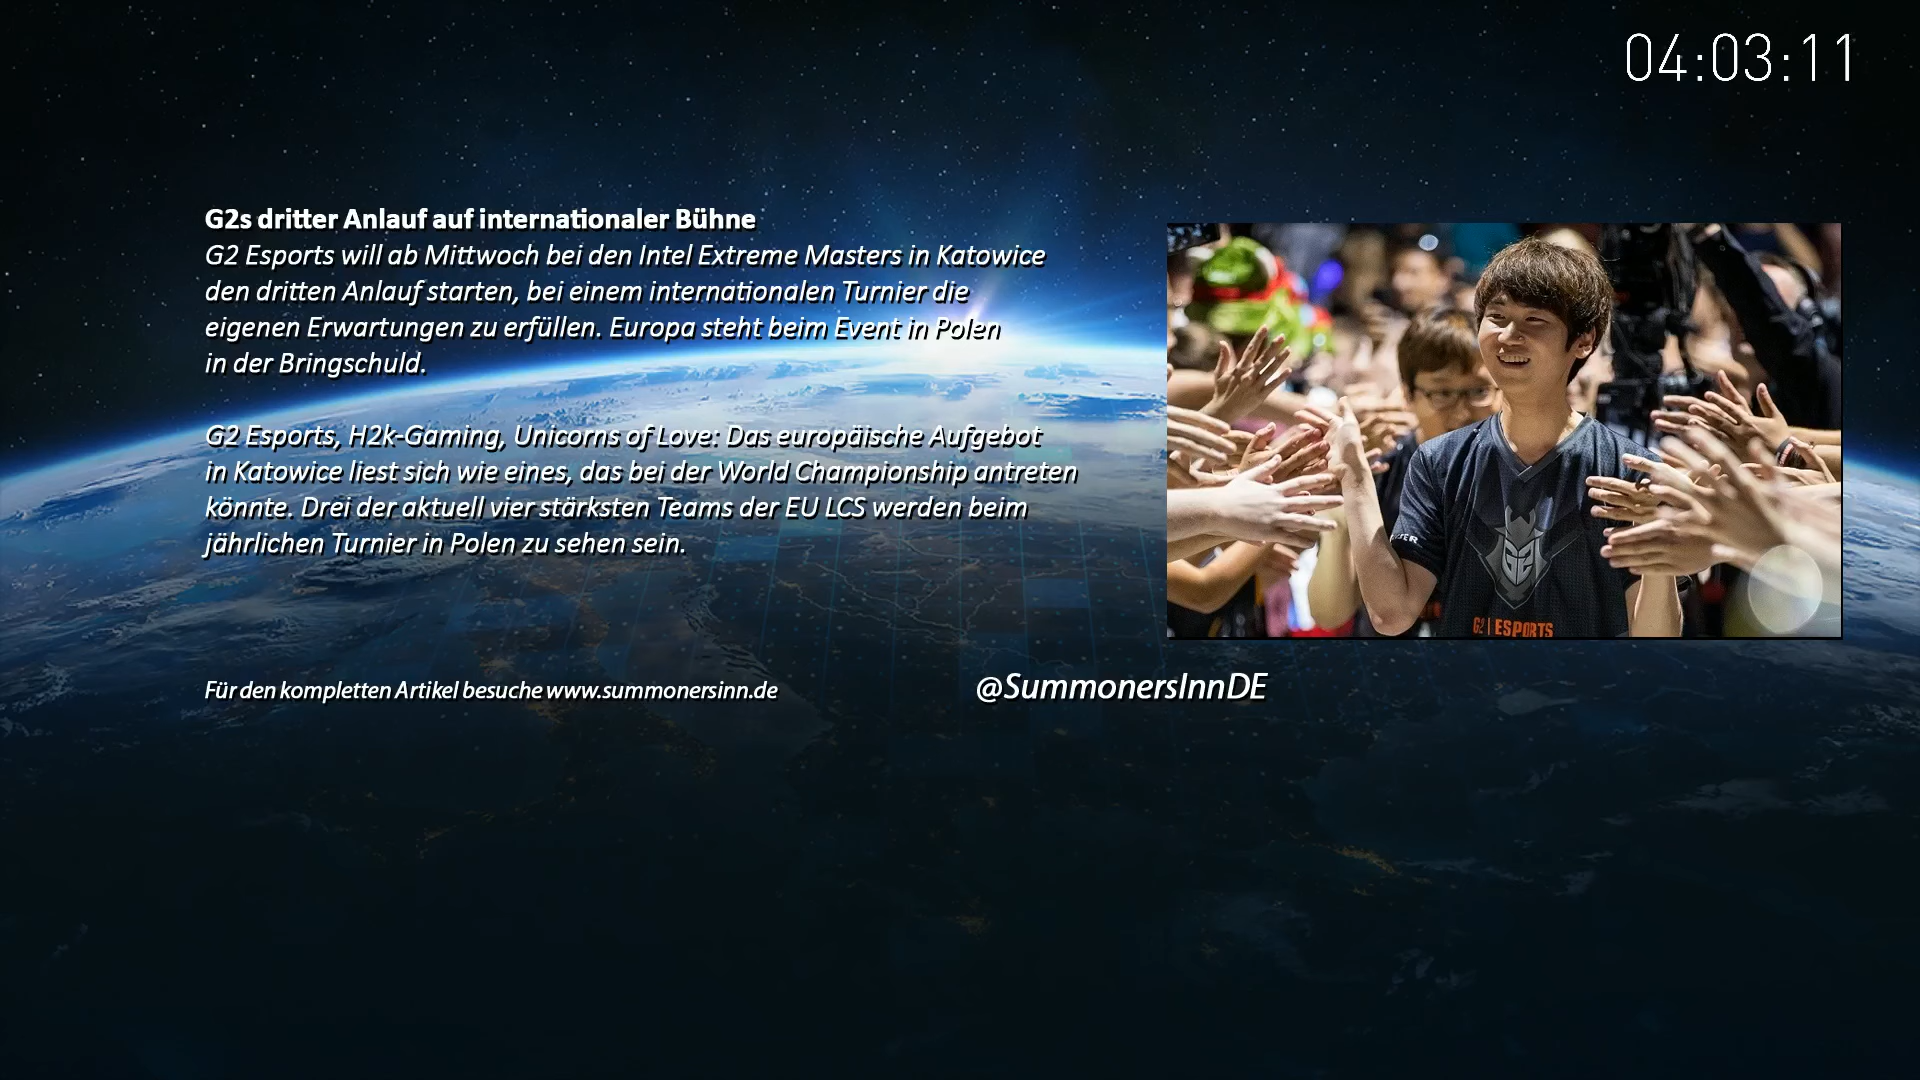 04:03:11
G2s dritter Anlauf auf internationaler Bühne
G2 Esports will ab Mittwoch bei den Intel Extreme Masters in Katowice
den dritten Anlauf starten, bei einem internationalen Turnier die
eigenen Erwartungen zu erfüllen. Europa steht beim Event in Polen
in der Bringschuld.
G2 Esports, H2k-Gaming, Unicorns of Love: Das europäische Aufgebot
in Katowice liest sich wie eines, das bei der World Championship antreten
könnte. Drei der aktuell vier stärksten Teams der EU LCS werden beim
jährlichen Turnier in Polen zu sehen sein.
G2
G2 | ESPORTS
Für den kompletten Artikel besuche www.summonersinn.de
@SummonersInnDE